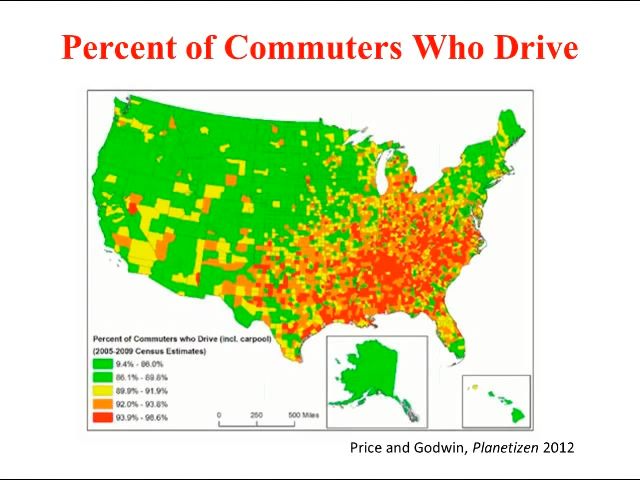 Percent of Commuters Who Drive
Percent of Commuters who Drive (incl. carpool)
(2005-2009 Census Estimates)
9.4% - 86.0%
86.1% - 89.8%
89.9% - 91.9%
92.0% - 93.8%
93.9% - 96.6%
0 250 500 Miles
Price and Godwin, Planetizen 2012